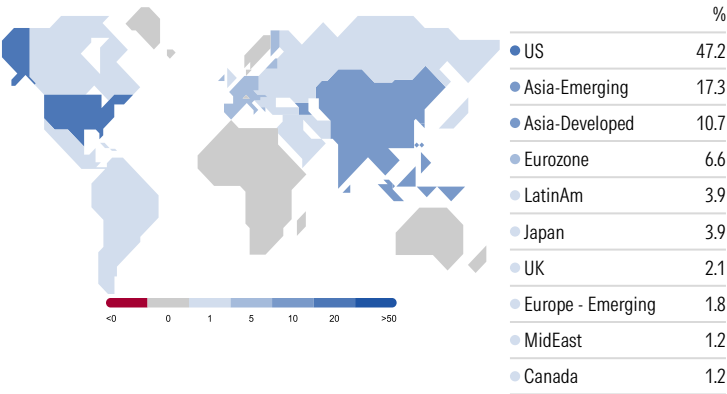 %
US 47.2
Asia-Emerging 17.3
Asia-Developed 10.7
Eurozone 6.6
LatinAm 3.9
Japan 3.9
UK 2.1
Europe - Emerging 1.8
MidEast 1.2
Canada 1.2
<0 0 1 5 10 20 >50